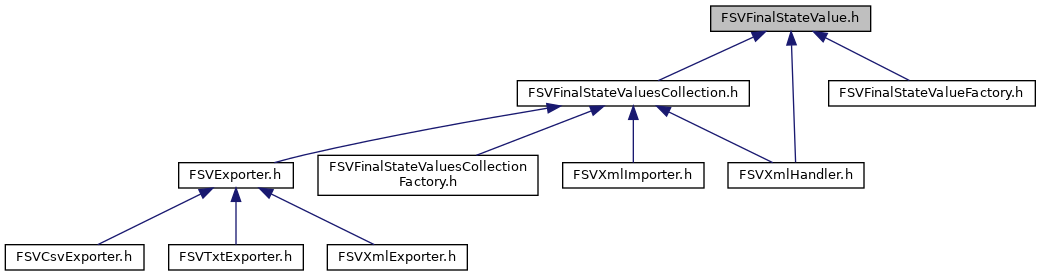 FSVFinalStateValue.h
FSVFinalStateValuesCollection.h
FSVFinalStateValueFactory.h
FSVExporter.h
FSVFinalStateValuesCollection
Factory.h
FSVXmlImporter.h
FSVXmlHandler.h
FSVCsvExporter.h
FSVTxtExporter.h
FSVXmlExporter.h